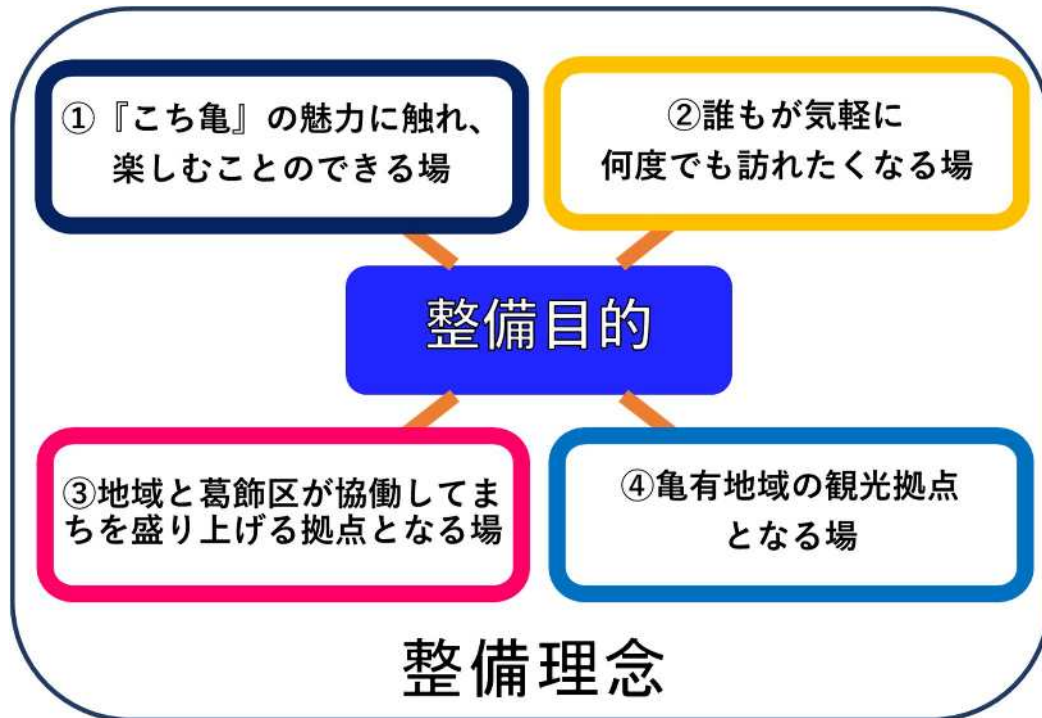 ①『こち亀』の魅力に触れ、
楽しむことのできる場
②誰もが気軽に
何度でも訪れたくなる場
整備目的
③地域と葛飾区が協働してま
ちを盛り上げる拠点となる場
④亀有地域の観光拠点
となる場
整備理念